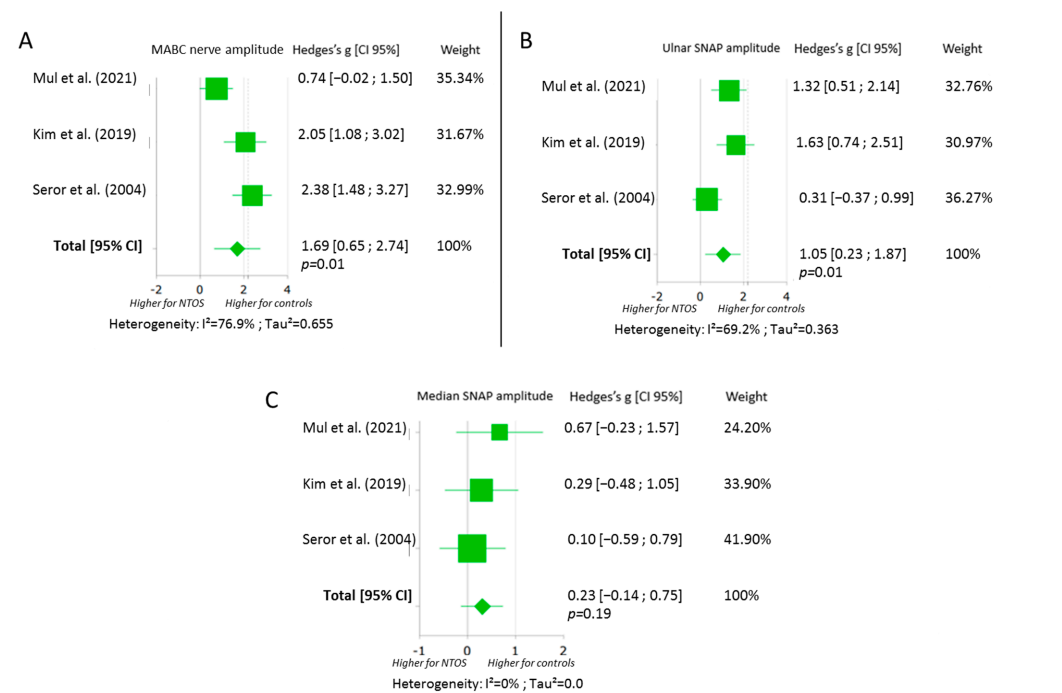 A
MABC nerve amplitude Hedges's g [CI 95%] Weight
Mul et al. (2021) 0.74 [−0.02 ; 1.50] 35.34%
Kim et al. (2019) 2.05 [1.08 ; 3.02] 31.67%
Seror et al. (2004) 2.38 [1.48 ; 3.27] 32.99%
Total [95% CI] 1.69 [0.65 ; 2.74] 100%
p=0.01
-2 0 2 4
Higher for NTOS Higher for controls
Heterogeneity: I²=76.9% ; Tau²=0.655
B
Ulnar SNAP amplitude Hedges's g [CI 95%] Weight
Mul et al. (2021) 1.32 [0.51 ; 2.14] 32.76%
Kim et al. (2019) 1.63 [0.74 ; 2.51] 30.97%
Seror et al. (2004) 0.31 [−0.37 ; 0.99] 36.27%
Total [95% CI] 1.05 [0.23 ; 1.87] 100%
p=0.01
-2 0 2 4
Higher for NTOS Higher for controls
Heterogeneity: I²=69.2% ; Tau²=0.363
C
Median SNAP amplitude Hedges's g [CI 95%] Weight
Mul et al. (2021) 0.67 [−0.23 ; 1.57] 24.20%
Kim et al. (2019) 0.29 [−0.48 ; 1.05] 33.90%
Seror et al. (2004) 0.10 [−0.59 ; 0.79] 41.90%
Total [95% CI] 0.23 [−0.14 ; 0.75] 100%
p=0.19
-1 0 1 2
Higher for NTOS Higher for controls
Heterogeneity: I²=0% ; Tau²=0.0